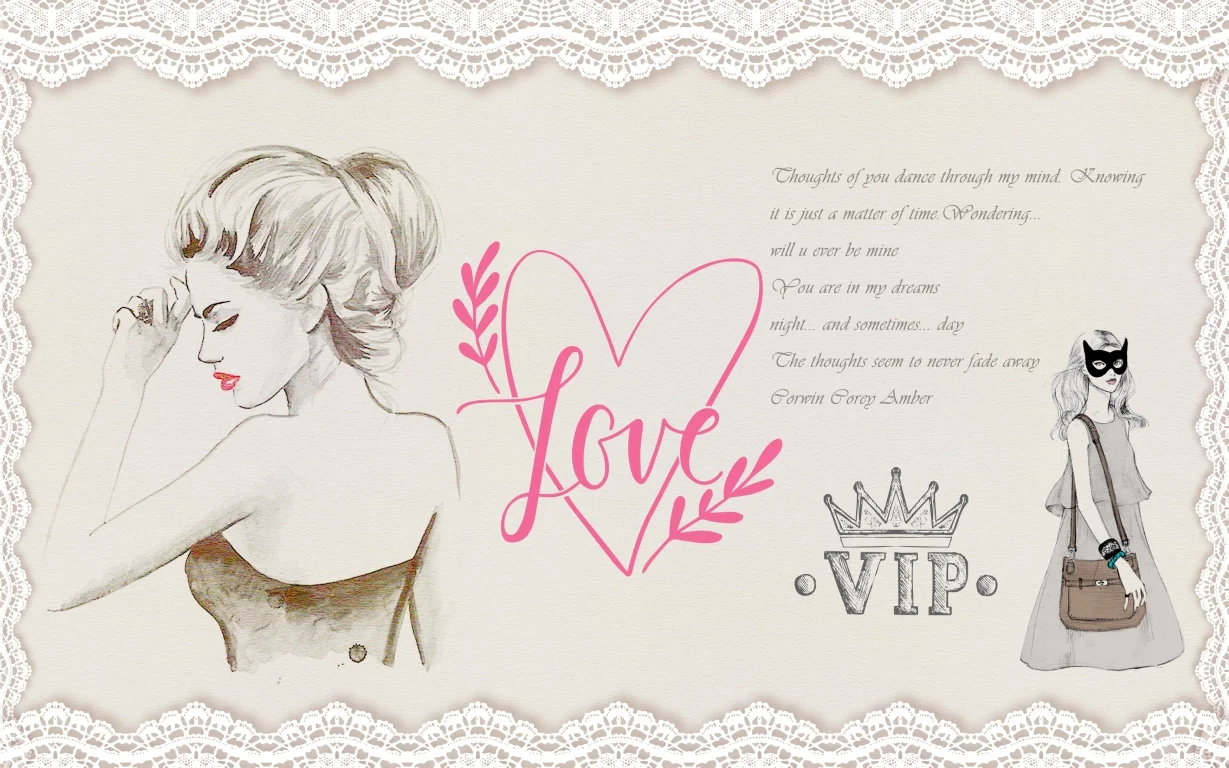 Thoughts of you dance through my mind. Knowing
it is just a matter of time.Wondering...
will u ever be mine
You are in my dreams
night... and sometimes... day
The thoughts seem to never fade away
Corwin Corey Amber
Love
VIP